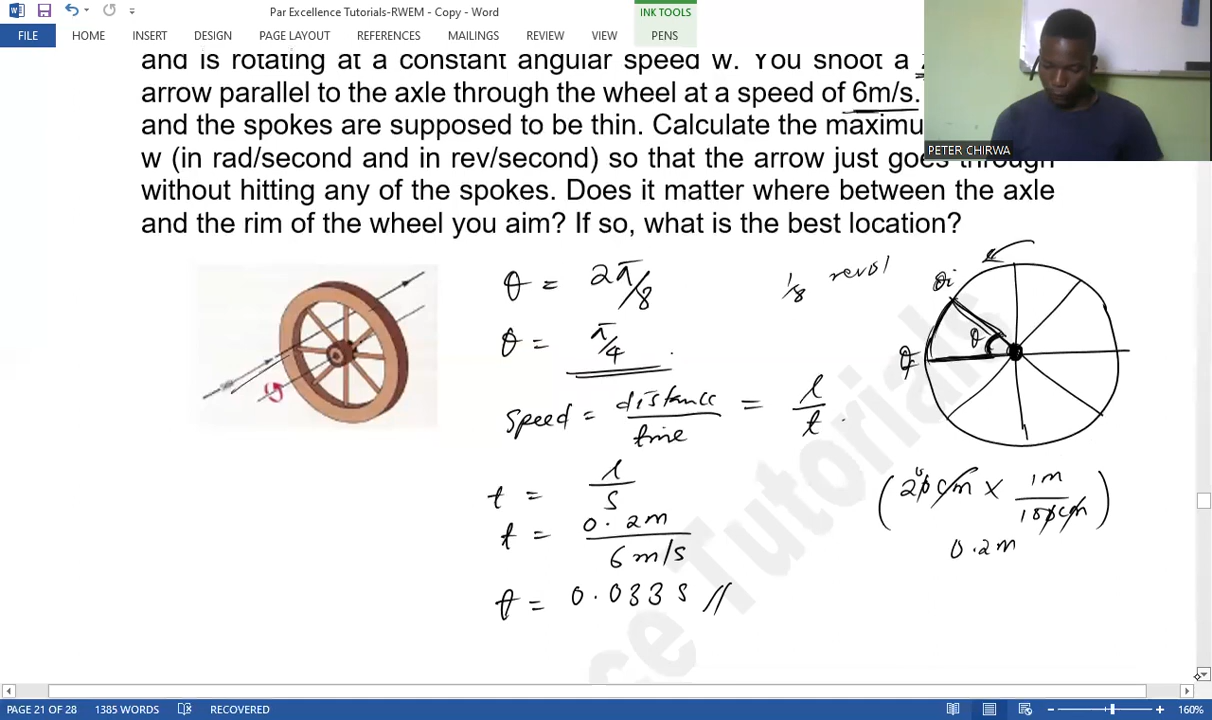 Par Excellence Tutorials-RWEM - Copy - Word
INK TOOLS
FILE HOME INSERT DESIGN PAGE LAYOUT REFERENCES MAILINGS REVIEW VIEW PENS
and is rotating at a constant angular speed w. You shoot a
arrow parallel to the axle through the wheel at a speed of 6m/s.
and the spokes are supposed to be thin. Calculate the maximu
PETER CHIRWA
w (in rad/second and in rev/second) so that the arrow just goes through
without hitting any of the spokes. Does it matter where between the axle
and the rim of the wheel you aim? If so, what is the best location?
θ = 2π/8
1/8 revol
θi
θ = π/4
θ
θf
speed = distance/time = l/t
t = l/s
(20cm × 1m/100cm)
t = 0.2m/6m/s
0.2m
t = 0.033s //
ce Tutorials
PAGE 21 OF 28 1385 WORDS RECOVERED 160%